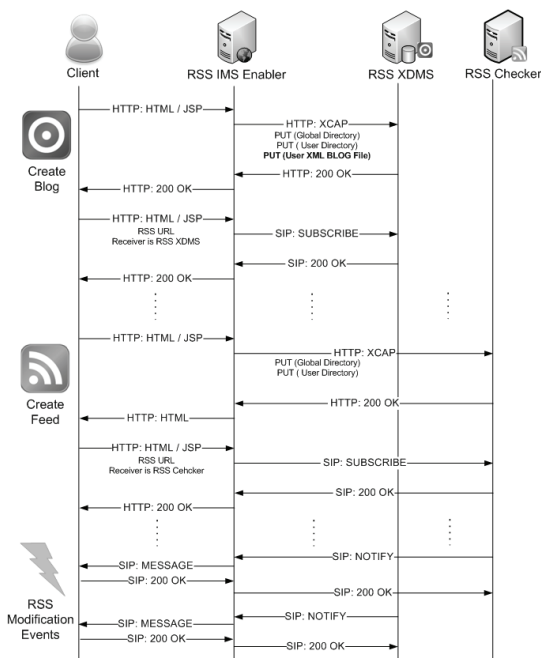 Client
RSS IMS Enabler
RSS XDMS
RSS Checker
HTTP: HTML / JSP
HTTP: XCAP
PUT (Global Directory)
PUT ( User Directory)
PUT (User XML BLOG File)
Create
Blog
HTTP: 200 OK
HTTP: 200 OK
HTTP: HTML / JSP
RSS URL
Receiver is RSS XDMS
SIP: SUBSCRIBE
SIP: 200 OK
HTTP: 200 OK
HTTP: HTML / JSP
HTTP: XCAP
PUT (Global Directory)
PUT ( User Directory)
Create
Feed
HTTP: 200 OK
HTTP: HTML
HTTP: HTML / JSP
RSS URL
Receiver is RSS Cehcker
SIP: SUBSCRIBE
SIP: 200 OK
HTTP: 200 OK
SIP: NOTIFY
SIP: MESSAGE
SIP: 200 OK
SIP: 200 OK
RSS
Modification
Events
SIP: NOTIFY
SIP: MESSAGE
SIP: 200 OK
SIP: 200 OK